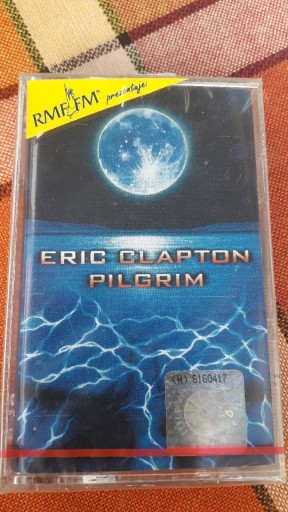 RMF FM prezentuje:
ERIC CLAPTON
PILGRIM
(H) 6160417